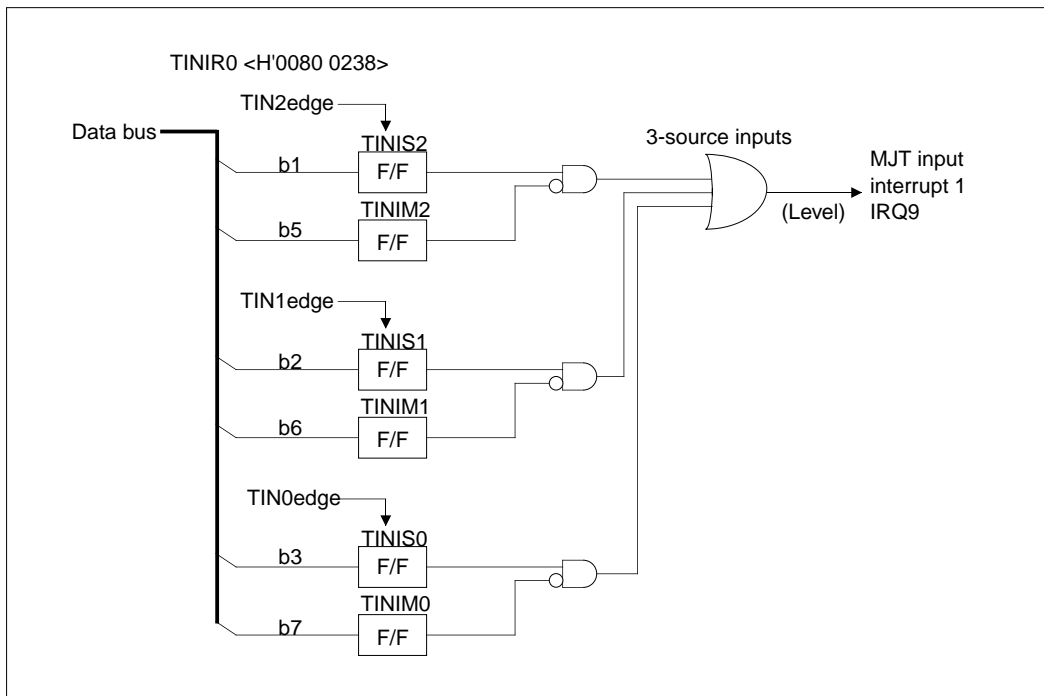 TINIR0 <H'0080 0238>
TIN2edge
Data bus
TINIS2
b1
F/F
TINIM2
b5
F/F
3-source inputs
MJT input
interrupt 1
IRQ9
(Level)
TIN1edge
TINIS1
b2
F/F
TINIM1
b6
F/F
TIN0edge
TINIS0
b3
F/F
TINIM0
b7
F/F